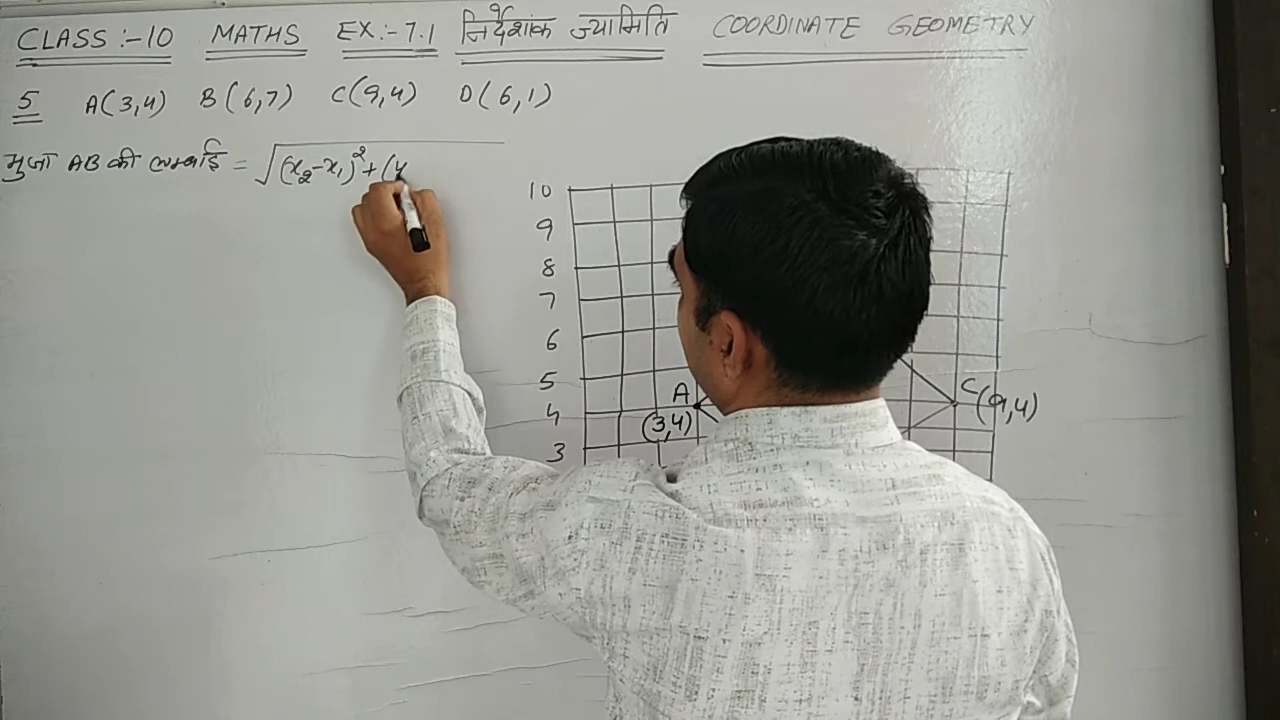 CLASS :- 10 MATHS EX :- 7.1 निर्देशांक ज्यामिति COORDINATE GEOMETRY
5 A(3,4) B(6,7) C(9,4) D(6,1)
भुजा AB की लम्बाई = √(x₂-x₁)²+(y
10
9
8
7
6
5
4
3
A
(3,4)
C(9,4)